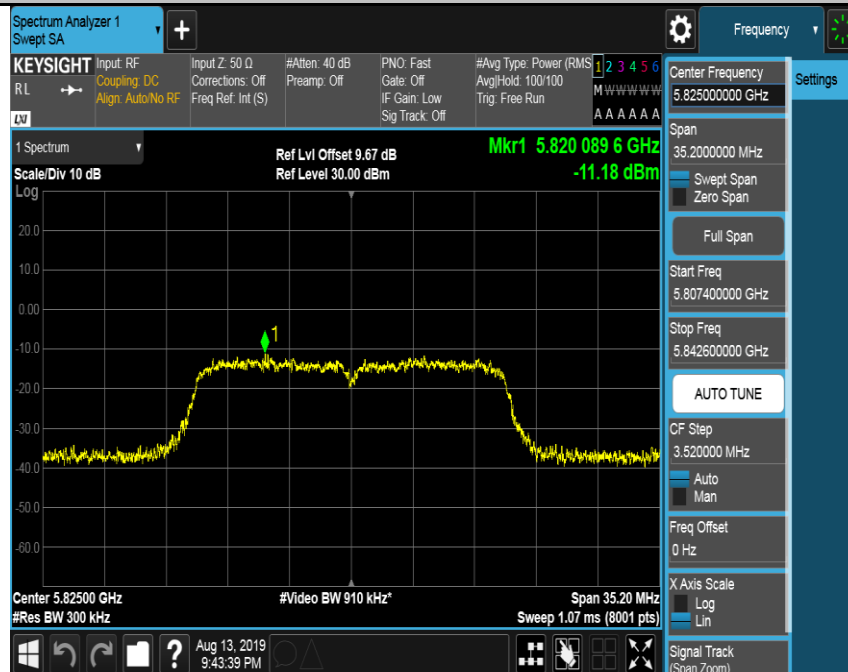 Spectrum Analyzer 1
Swept SA
+
Frequency
KEYSIGHT
RL
LXI
Input: RF
Coupling: DC
Align: Auto/No RF
Input Z: 50 Ω
Corrections: Off
Freq Ref: Int (S)
#Atten: 40 dB
Preamp: Off
PNO: Fast
Gate: Off
IF Gain: Low
Sig Track: Off
#Avg Type: Power (RMS
Avg|Hold: 100/100
Trig: Free Run
1 2 3 4 5 6
M W W W W W
A A A A A A
1 Spectrum
Scale/Div 10 dB
Log
Ref Lvl Offset 9.67 dB
Ref Level 30.00 dBm
Mkr1 5.820 089 6 GHz
-11.18 dBm
20.0
10.0
0.00
-10.0
-20.0
-30.0
-40.0
-50.0
-60.0
1
Center 5.82500 GHz
#Res BW 300 kHz
#Video BW 910 kHz*
Span 35.20 MHz
Sweep 1.07 ms (8001 pts)
?
Aug 13, 2019
9:43:39 PM
Center Frequency
5.825000000 GHz
Span
35.2000000 MHz
Swept Span
Zero Span
Full Span
Start Freq
5.807400000 GHz
Stop Freq
5.842600000 GHz
AUTO TUNE
CF Step
3.520000 MHz
Auto
Man
Freq Offset
0 Hz
X Axis Scale
Log
Lin
Signal Track
(Span Zoom)
Settings